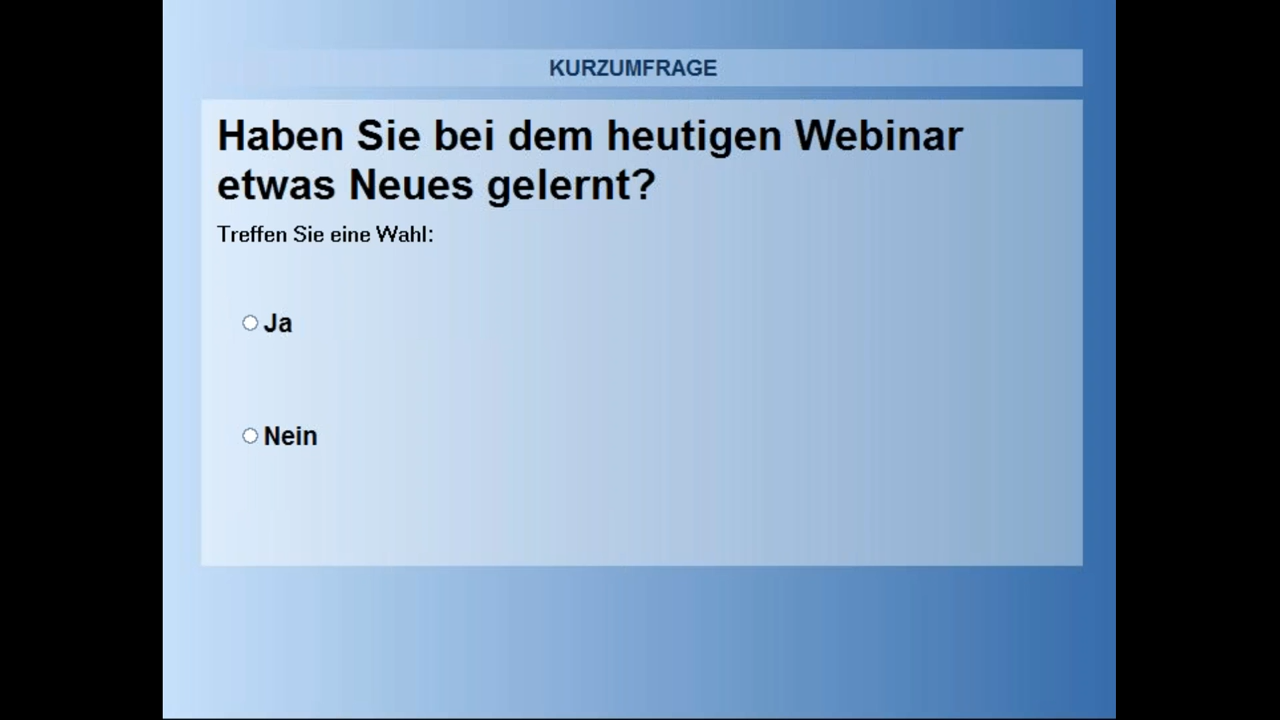 KURZUMFRAGE
Haben Sie bei dem heutigen Webinar
etwas Neues gelernt?
Treffen Sie eine Wahl:
Ja
Nein